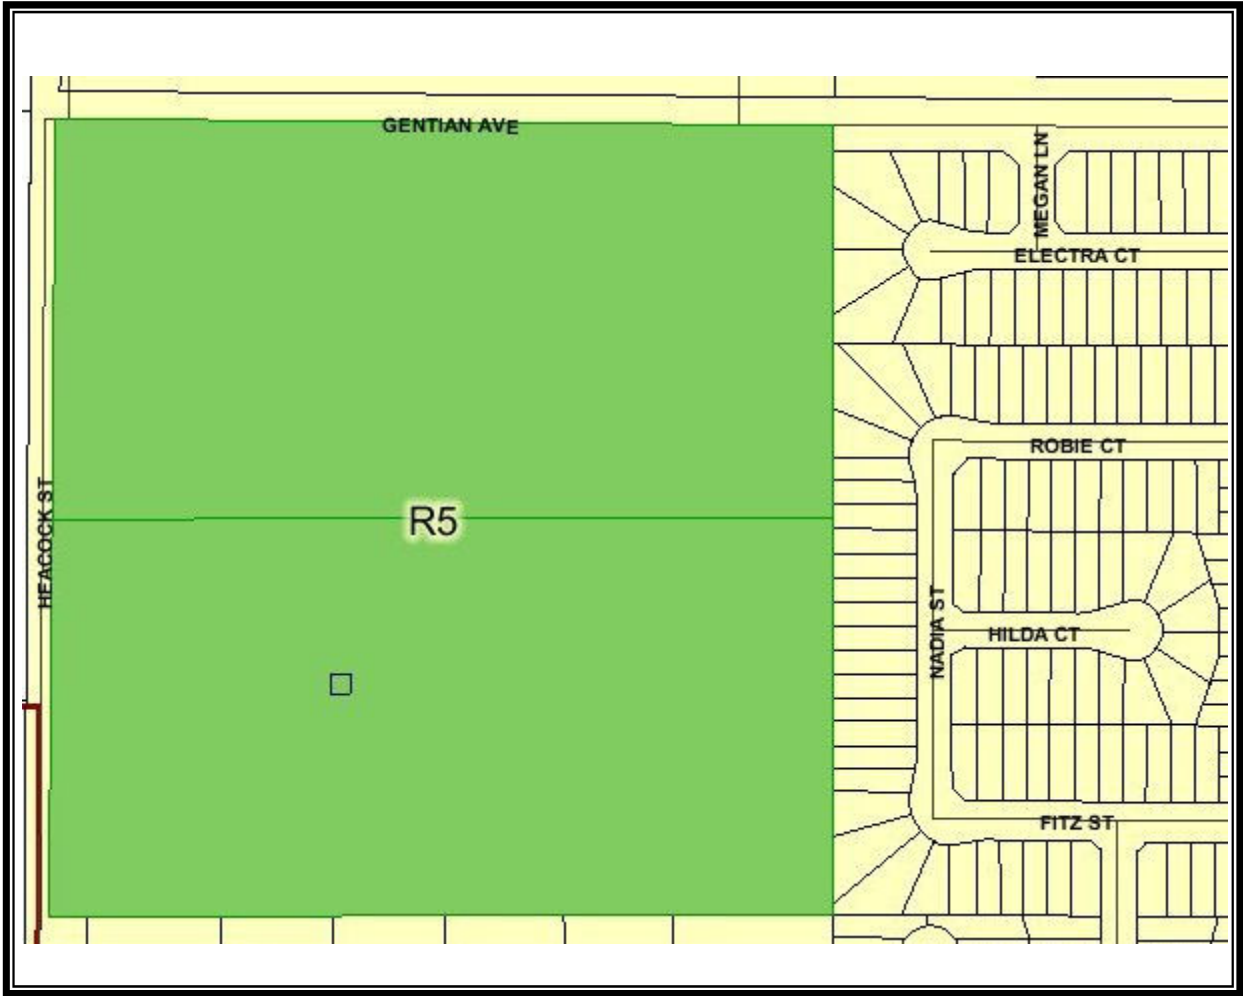 GENTIAN AVE
MEGAN LN
ELECTRA CT
ROBIE CT
HEACOCK ST
R5
NADIA ST
HILDA CT
FITZ ST